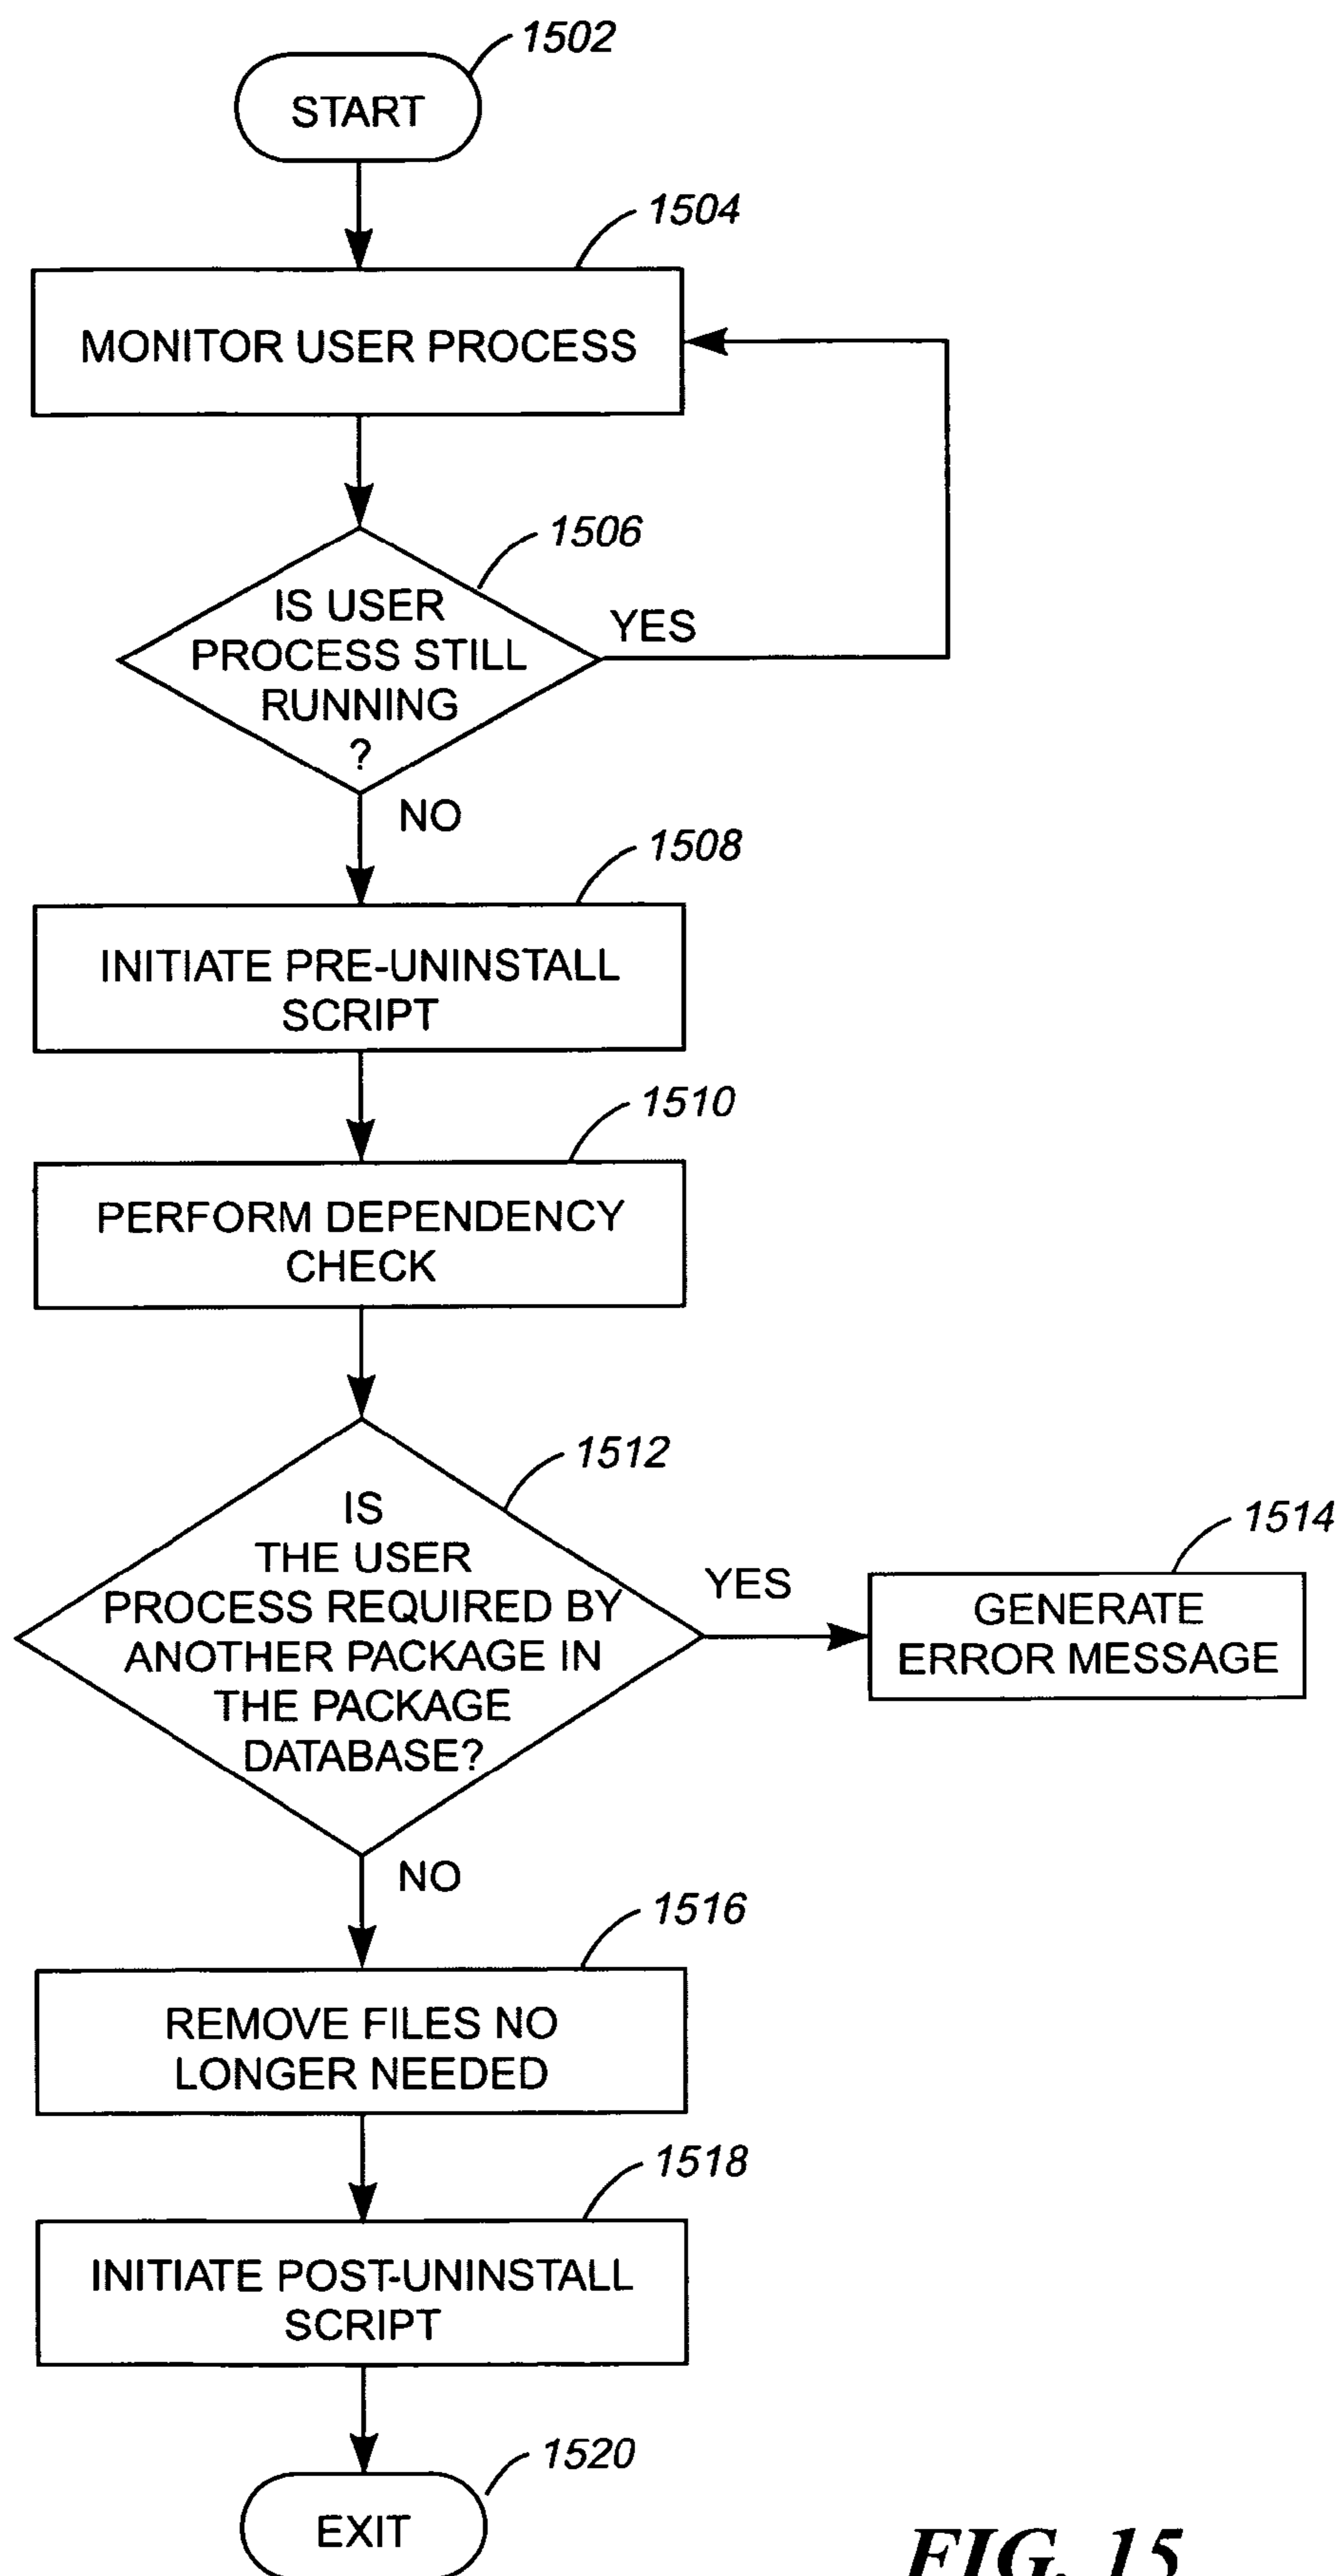 1502
START
1504
MONITOR USER PROCESS
1506
IS USER
PROCESS STILL
RUNNING
?
YES
NO
1508
INITIATE PRE-UNINSTALL
SCRIPT
1510
PERFORM DEPENDENCY
CHECK
1512
IS
THE USER
PROCESS REQUIRED BY
ANOTHER PACKAGE IN
THE PACKAGE
DATABASE?
YES
1514
GENERATE
ERROR MESSAGE
NO
1516
REMOVE FILES NO
LONGER NEEDED
1518
INITIATE POST-UNINSTALL
SCRIPT
1520
EXIT
FIG. 15